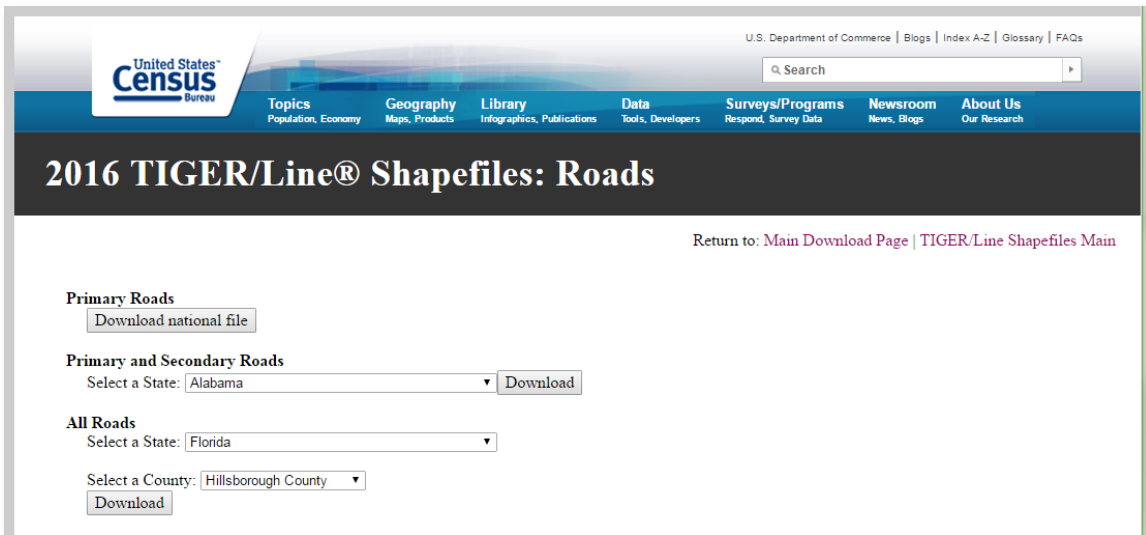 U.S. Department of Commerce | Blogs | Index A-Z | Glossary | FAQs
United States™
Census
Bureau
Search
Topics Geography Library Data Surveys/Programs Newsroom About Us
Population, Economy Maps, Products Infographics, Publications Tools, Developers Respond, Survey Data News, Blogs Our Research
2016 TIGER/Line® Shapefiles: Roads
Return to: Main Download Page | TIGER/Line Shapefiles Main
Primary Roads
Download national file
Primary and Secondary Roads
Select a State: Alabama Download
All Roads
Select a State: Florida
Select a County: Hillsborough County
Download